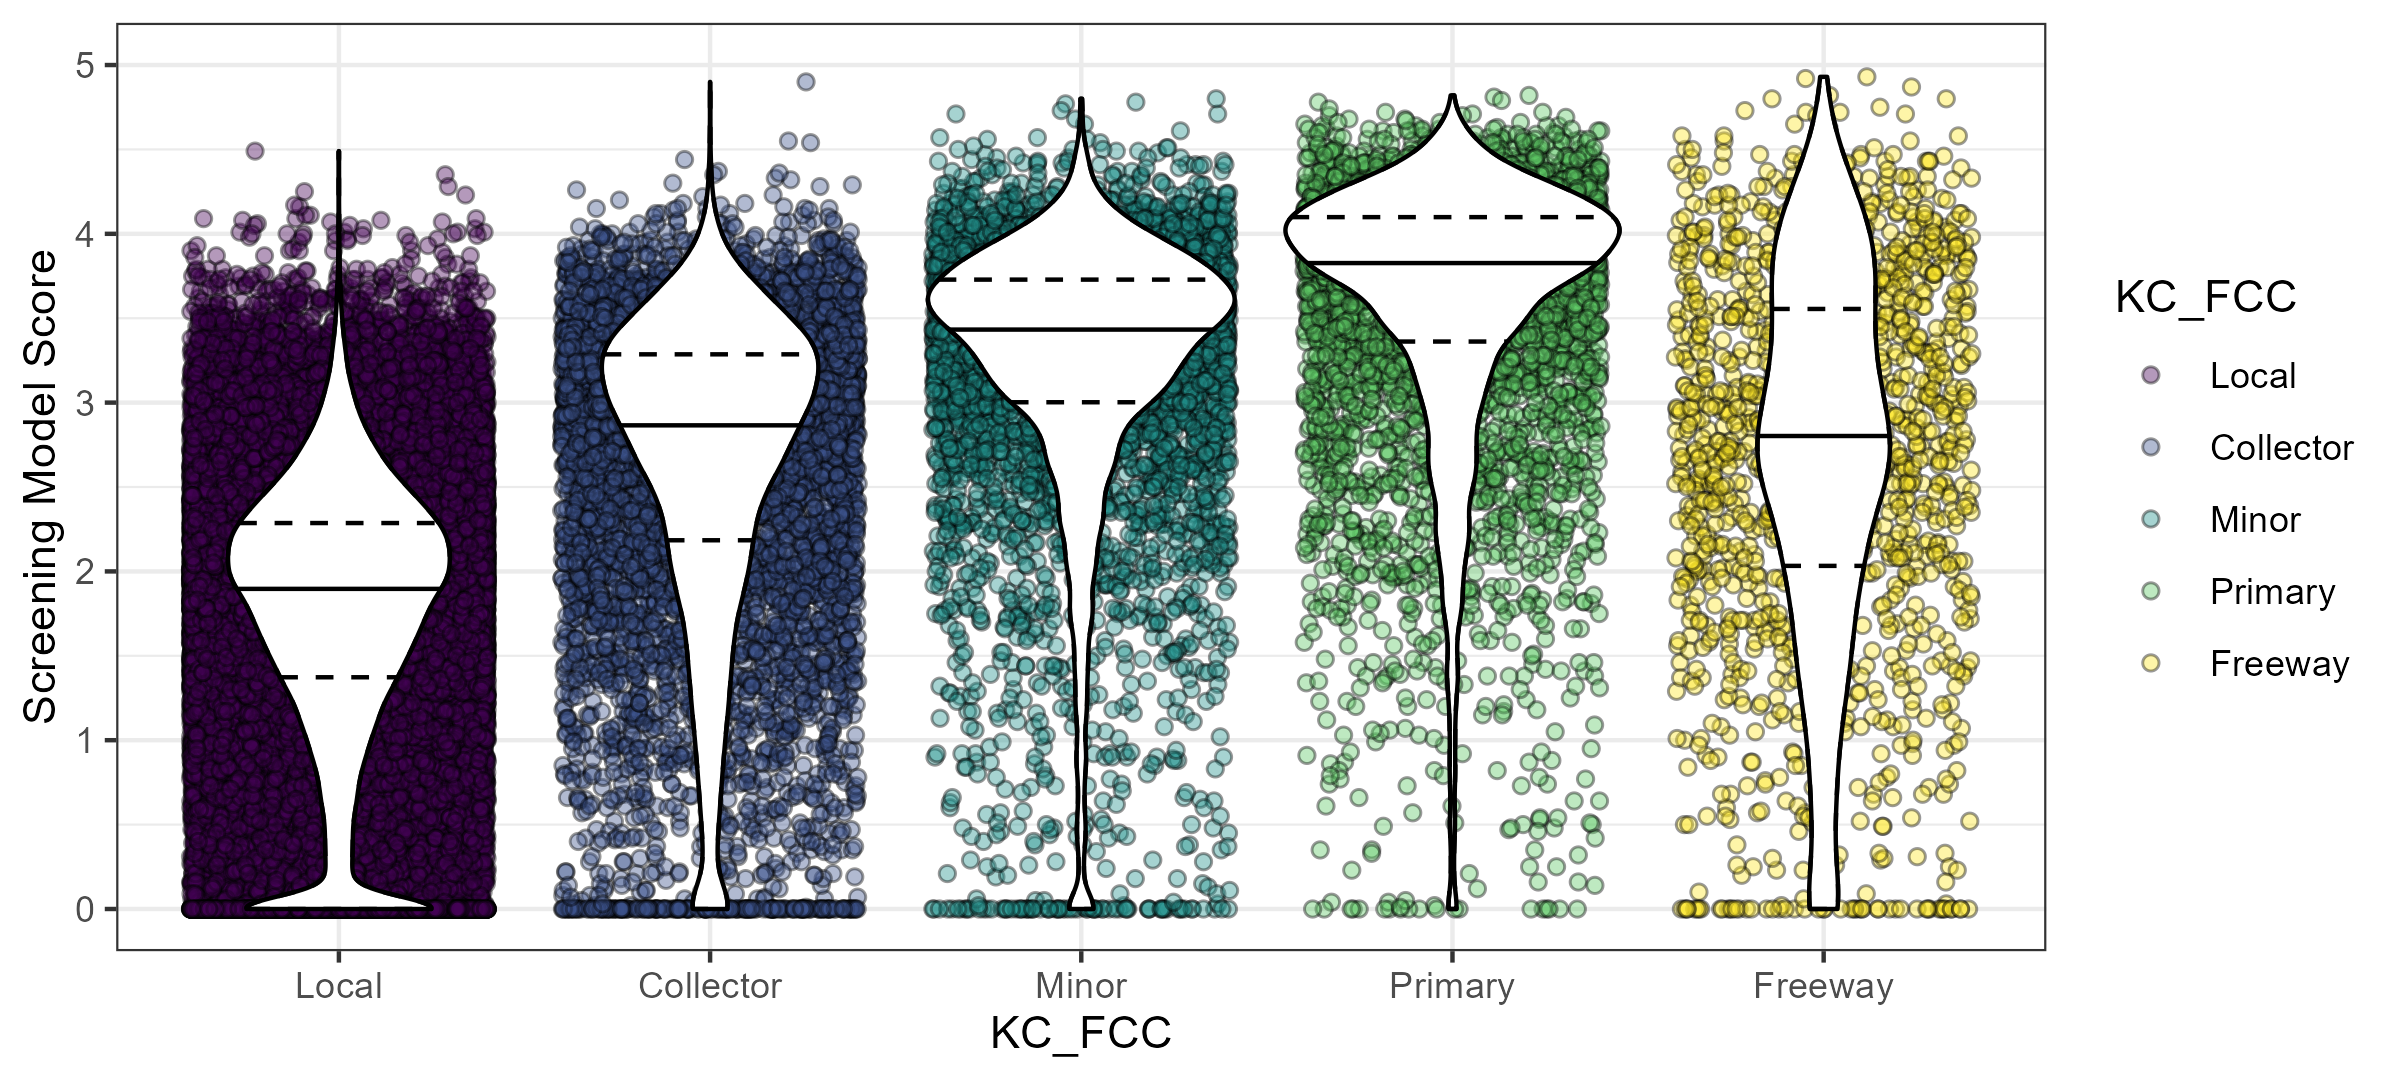 Screening Model Score
5
4
3
2
1
0
Local Collector Minor Primary Freeway
KC_FCC
KC_FCC
Local
Collector
Minor
Primary
Freeway